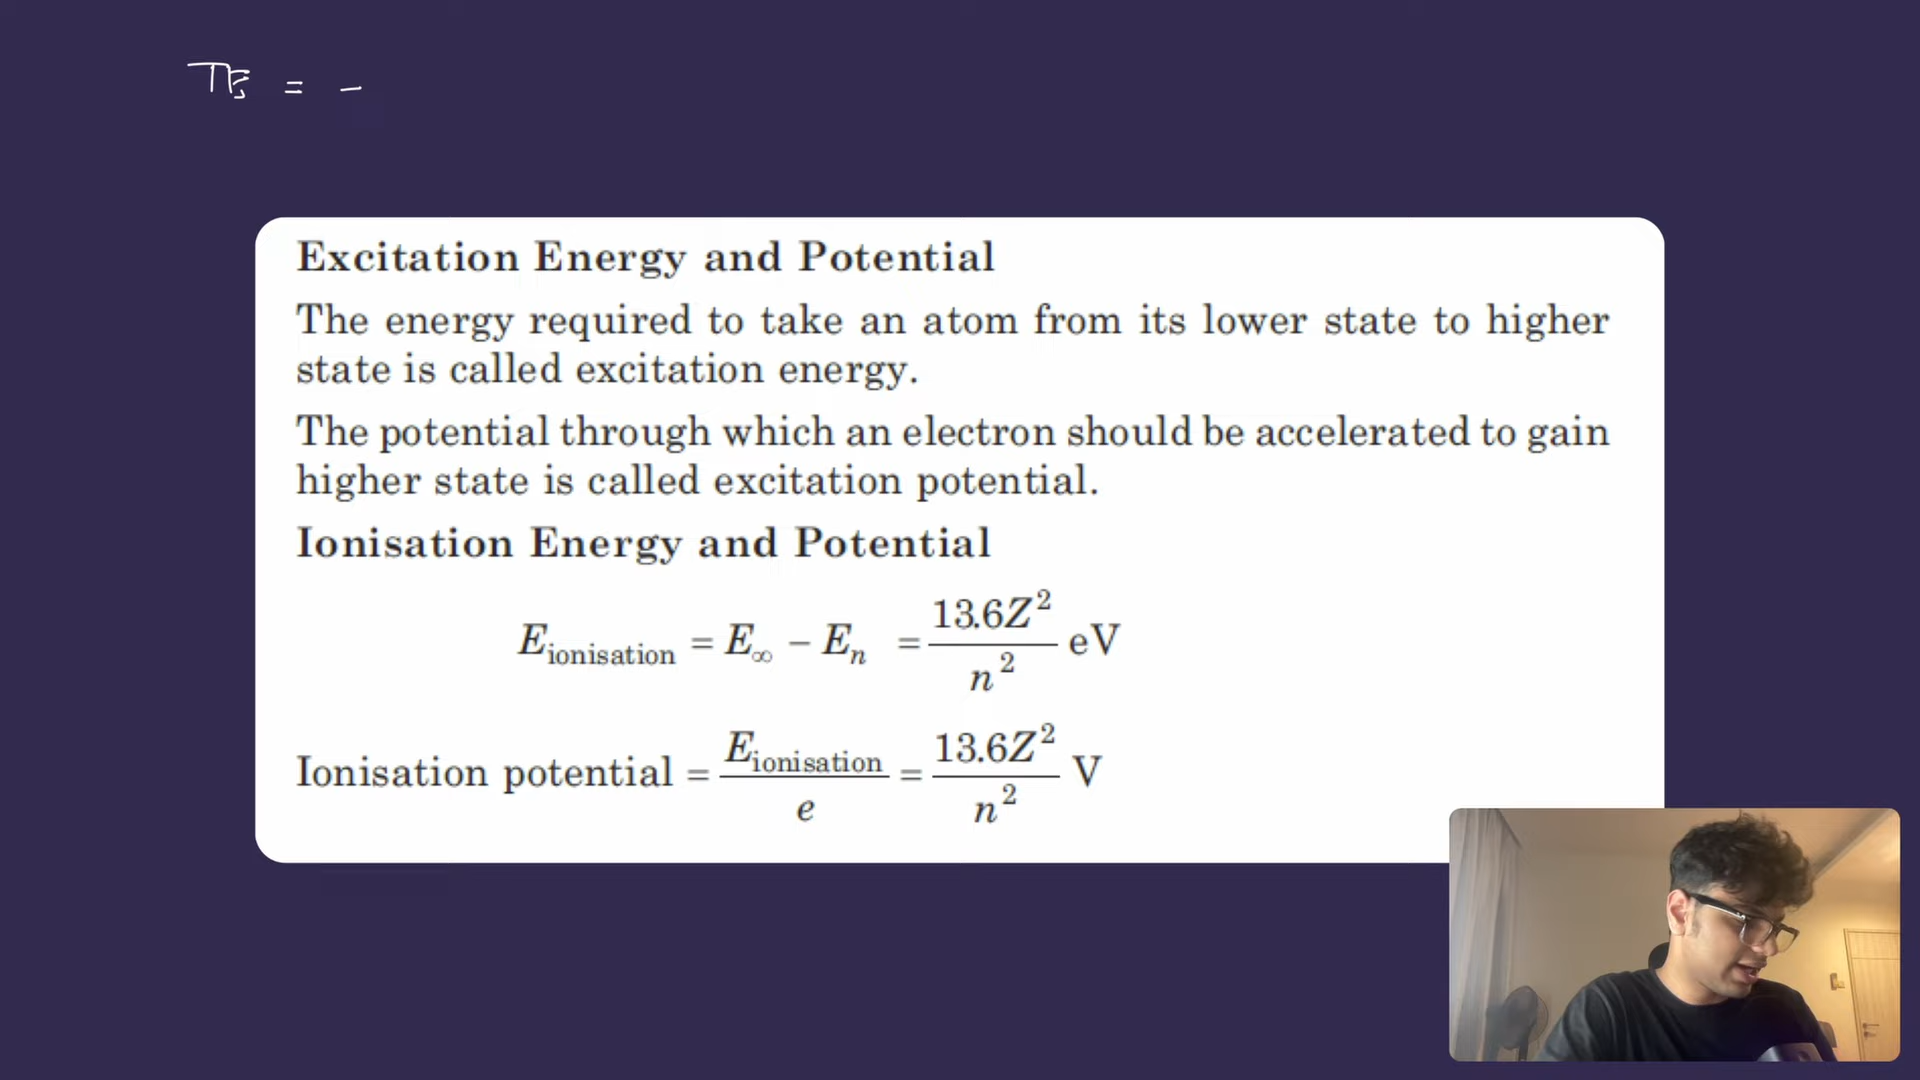 TE = -
Excitation Energy and Potential
The energy required to take an atom from its lower state to higher
state is called excitation energy.
The potential through which an electron should be accelerated to gain
higher state is called excitation potential.
Ionisation Energy and Potential
E_ionisation = E_∞ − E_n = 13.6Z²/n² eV
Ionisation potential = E_ionisation/e = 13.6Z²/n² V